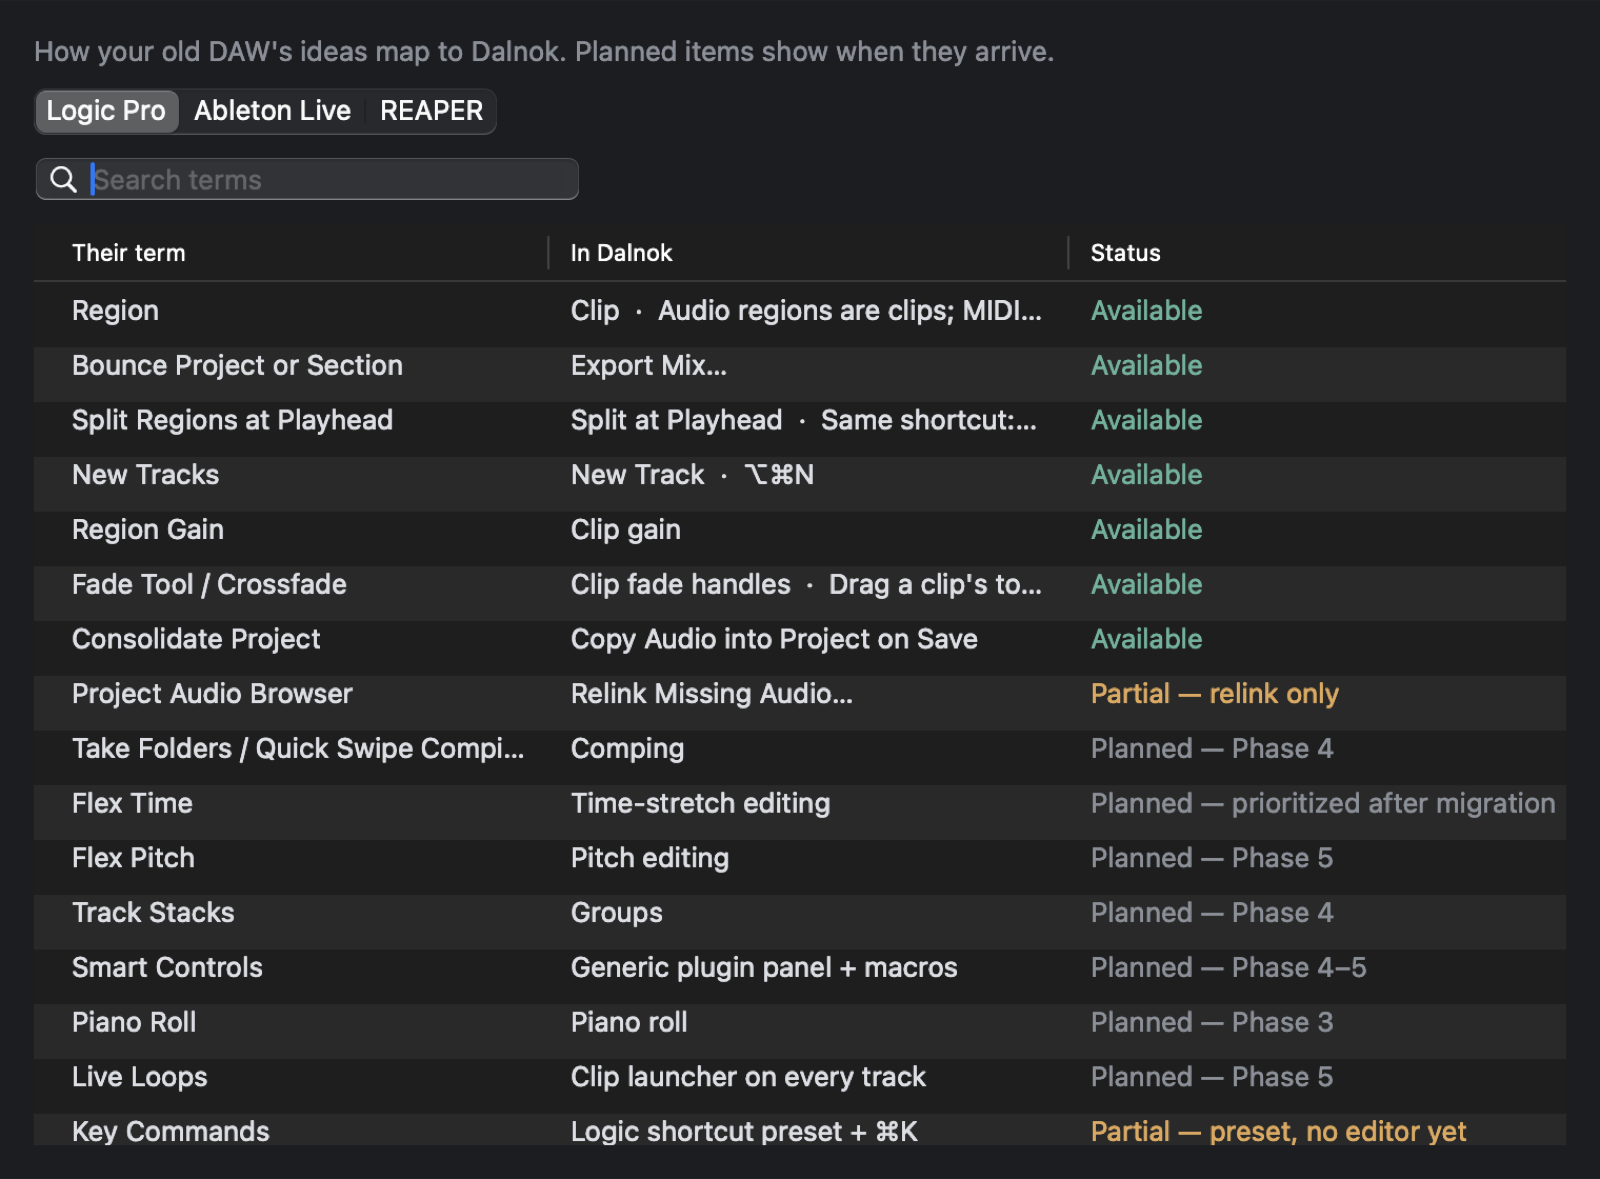 How your old DAW's ideas map to Dalnok. Planned items show when they arrive.
Logic Pro Ableton Live REAPER
Search terms
Their term In Dalnok Status
Region Clip · Audio regions are clips; MIDI... Available
Bounce Project or Section Export Mix... Available
Split Regions at Playhead Split at Playhead · Same shortcut:... Available
New Tracks New Track · ⌥⌘N Available
Region Gain Clip gain Available
Fade Tool / Crossfade Clip fade handles · Drag a clip's to... Available
Consolidate Project Copy Audio into Project on Save Available
Project Audio Browser Relink Missing Audio... Partial — relink only
Take Folders / Quick Swipe Compi... Comping Planned — Phase 4
Flex Time Time-stretch editing Planned — prioritized after migration
Flex Pitch Pitch editing Planned — Phase 5
Track Stacks Groups Planned — Phase 4
Smart Controls Generic plugin panel + macros Planned — Phase 4–5
Piano Roll Piano roll Planned — Phase 3
Live Loops Clip launcher on every track Planned — Phase 5
Key Commands Logic shortcut preset + ⌘K Partial — preset, no editor yet